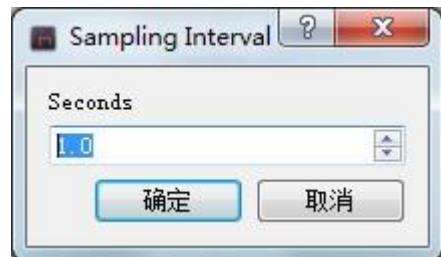 Sampling Interval
Seconds
1.0
确定 取消